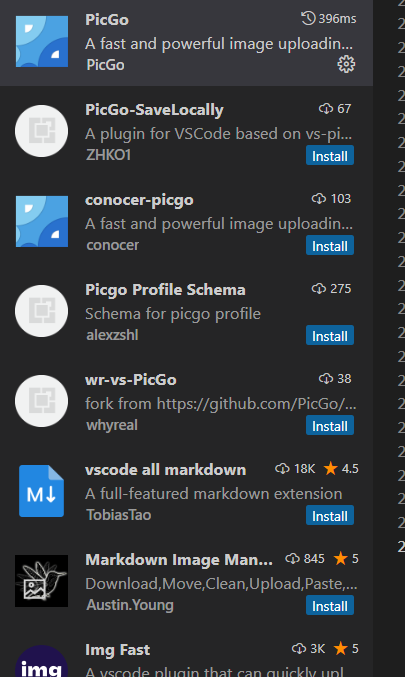 PicGo 396ms
A fast and powerful image uploadin...
PicGo
PicGo-SaveLocally 67
A plugin for VSCode based on vs-pi...
ZHKO1 Install
conocer-picgo 103
A fast and powerful image uploadin...
conocer Install
Picgo Profile Schema 275
Schema for picgo profile
alexzshl Install
wr-vs-PicGo 38
fork from https://github.com/PicGo/...
whyreal Install
vscode all markdown 18K 4.5
M
A full-featured markdown extension
TobiasTao Install
Markdown Image Man... 845 5
Download,Move,Clean,Upload,Paste,...
Austin.Young Install
Img Fast 3K 5
img
A vscode plugin that can quickly upl